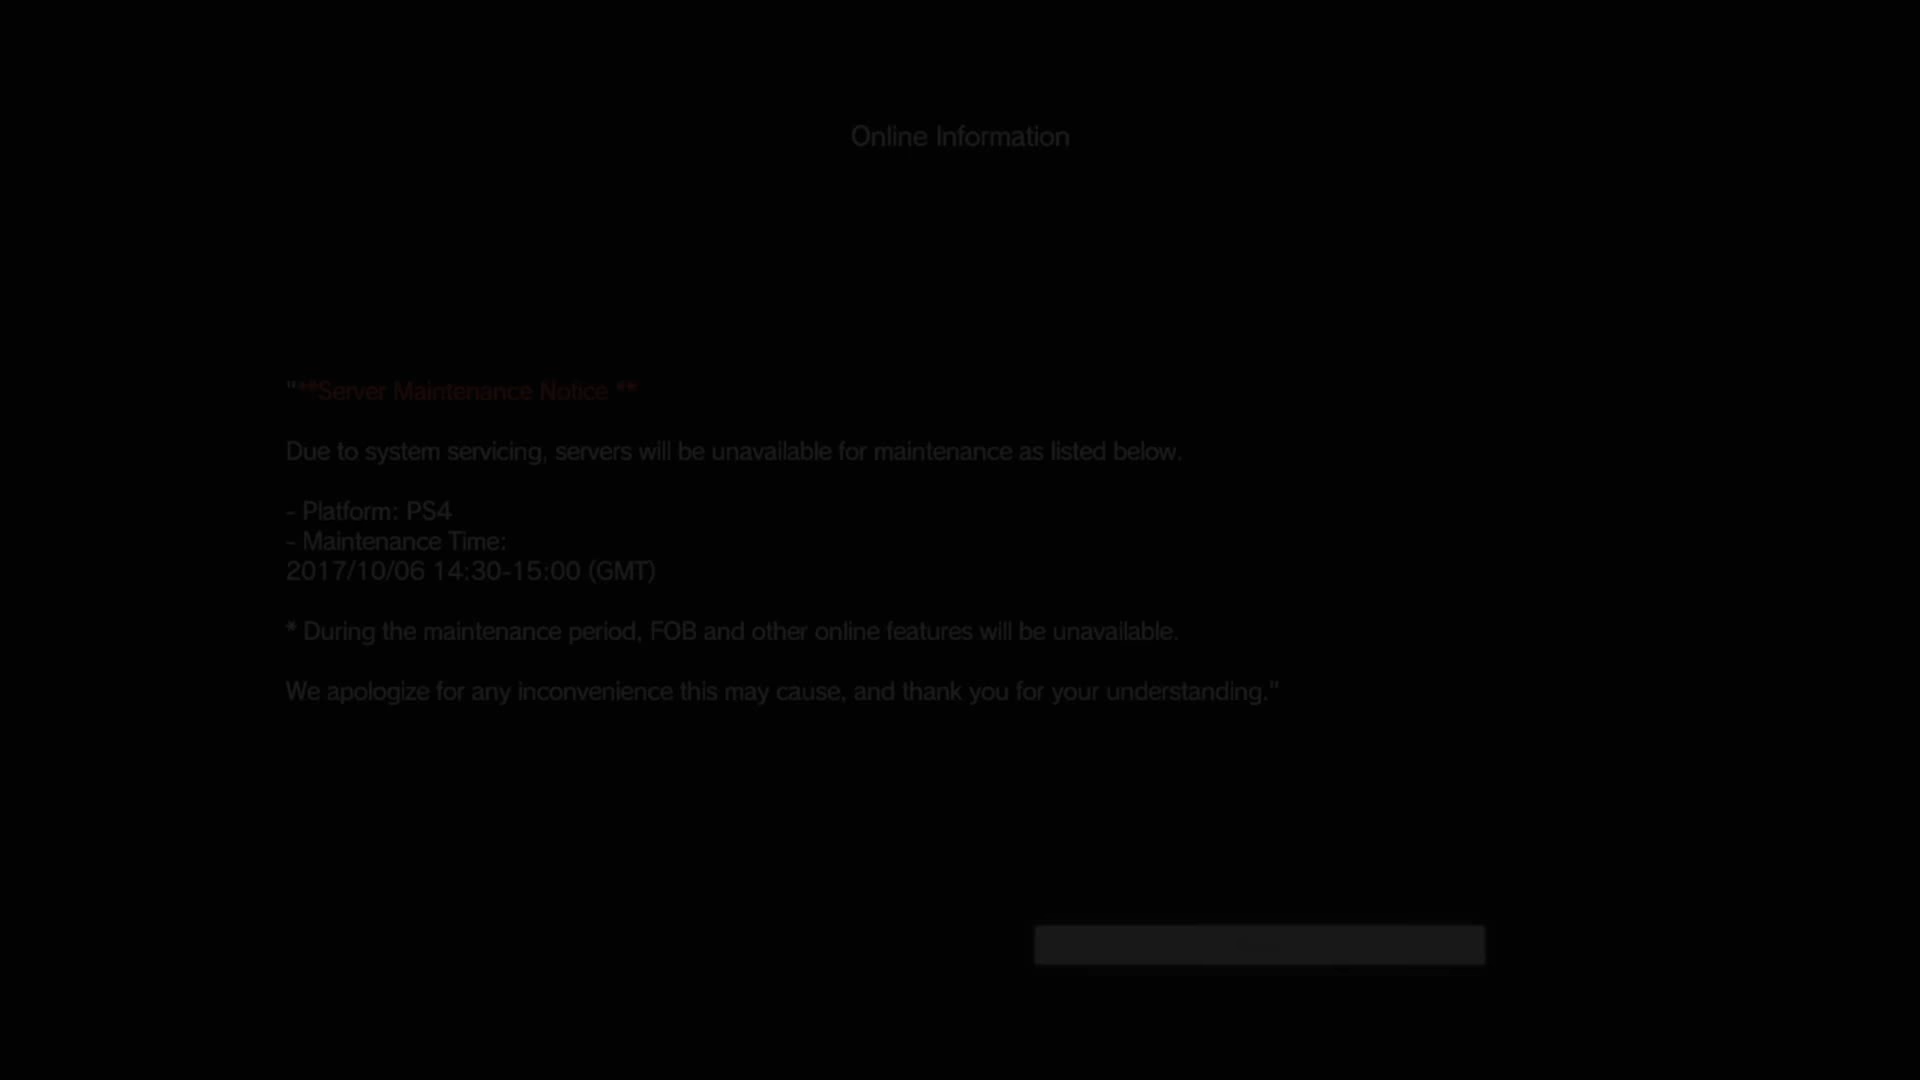 Online Information
"**Server Maintenance Notice **
Due to system servicing, servers will be unavailable for maintenance as listed below.
- Platform: PS4
- Maintenance Time:
2017/10/06 14:30-15:00 (GMT)
* During the maintenance period, FOB and other online features will be unavailable.
We apologize for any inconvenience this may cause, and thank you for your understanding."